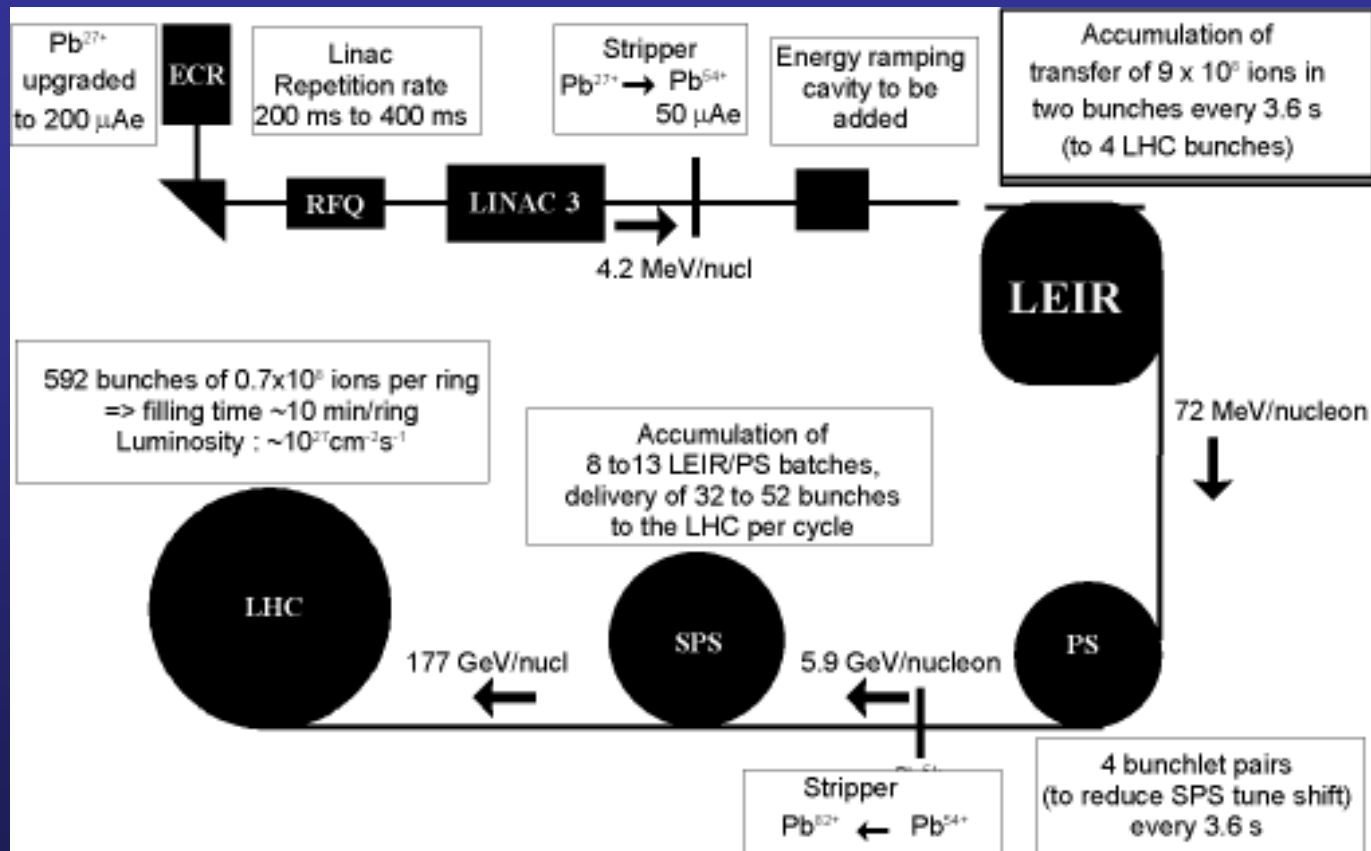 Pb²⁷⁺
upgraded
to 200 µAe
ECR
Linac
Repetition rate
200 ms to 400 ms
Stripper
Pb²⁷⁺ → Pb⁵⁴⁺
50 µAe
Energy ramping
cavity to be
added
Accumulation of
transfer of 9 x 10⁸ ions in
two bunches every 3.6 s
(to 4 LHC bunches)
RFQ
LINAC 3
4.2 MeV/nucl
LEIR
592 bunches of 0.7x10⁸ ions per ring
=> filling time ~10 min/ring
Luminosity : ~10²⁷cm⁻²s⁻¹
72 MeV/nucleon
Accumulation of
8 to13 LEIR/PS batches,
delivery of 32 to 52 bunches
to the LHC per cycle
LHC
SPS
PS
177 GeV/nucl
5.9 GeV/nucleon
Stripper
Pb⁸²⁺ ← Pb⁵⁴⁺
4 bunchlet pairs
(to reduce SPS tune shift)
every 3.6 s